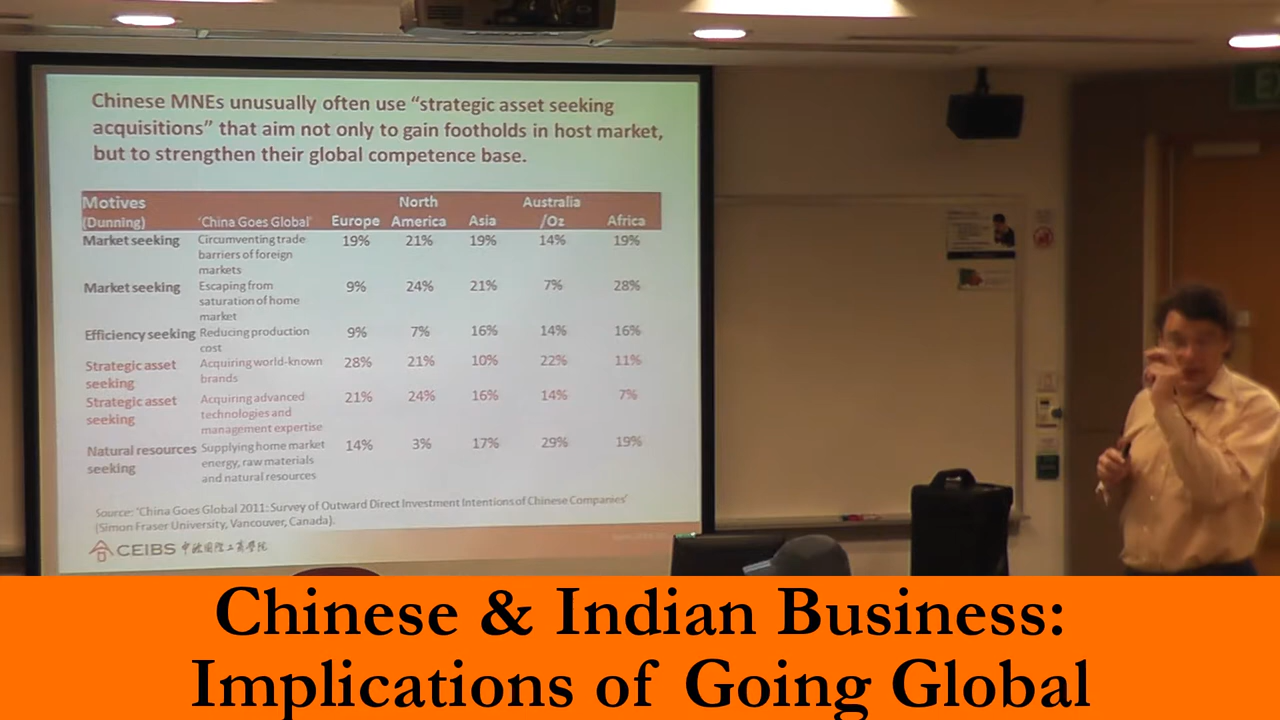 Chinese MNEs unusually often use “strategic asset seeking
acquisitions” that aim not only to gain footholds in host market,
but to strengthen their global competence base.
Motives
(Dunning) 'China Goes Global' Europe North America Asia Australia /Oz Africa
Market seeking Circumventing trade barriers of foreign markets 19% 21% 19% 14% 19%
Market seeking Escaping from saturation of home market 9% 24% 21% 7% 28%
Efficiency seeking Reducing production cost 9% 7% 16% 14% 16%
Strategic asset seeking Acquiring world-known brands 28% 21% 10% 22% 11%
Strategic asset seeking Acquiring advanced technologies and management expertise 21% 24% 16% 14% 7%
Natural resources seeking Supplying home market energy, raw materials and natural resources 14% 3% 17% 29% 19%
Source: 'China Goes Global 2011: Survey of Outward Direct Investment Intentions of Chinese Companies'
(Simon Fraser University, Vancouver, Canada).
CEIBS 中欧国际工商学院
Chinese & Indian Business:
Implications of Going Global